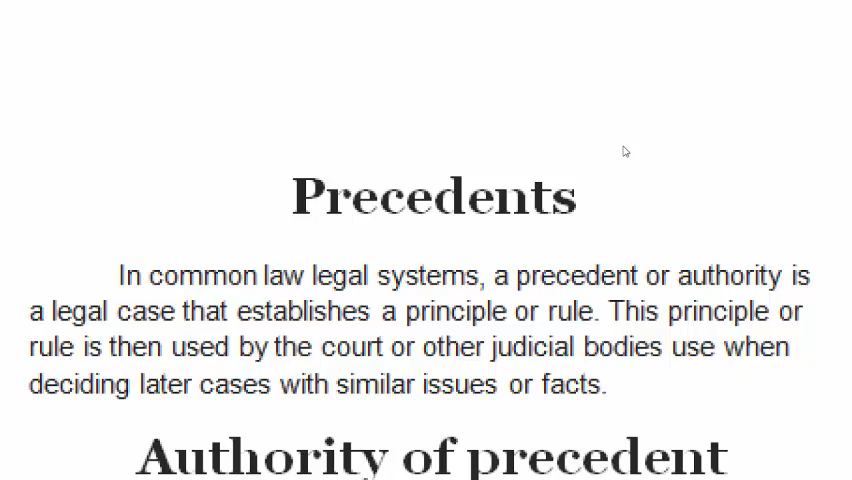 Precedents
In common law legal systems, a precedent or authority is
a legal case that establishes a principle or rule. This principle or
rule is then used by the court or other judicial bodies use when
deciding later cases with similar issues or facts.
Authority of precedent